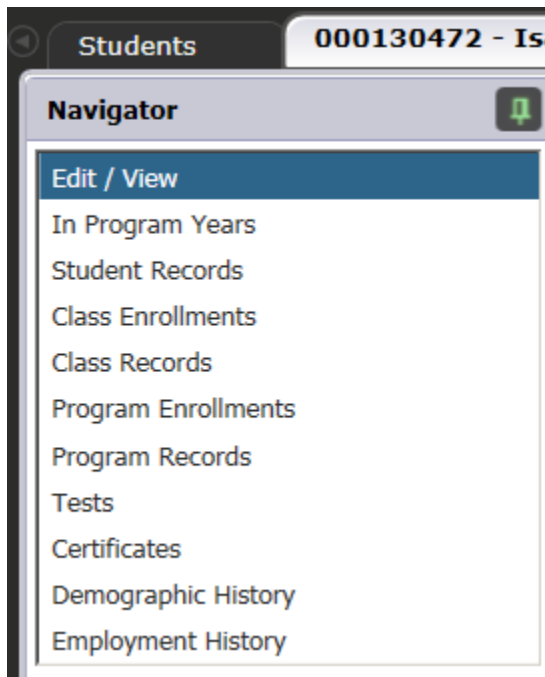 Students
000130472 - Is
Navigator
Edit / View
In Program Years
Student Records
Class Enrollments
Class Records
Program Enrollments
Program Records
Tests
Certificates
Demographic History
Employment History